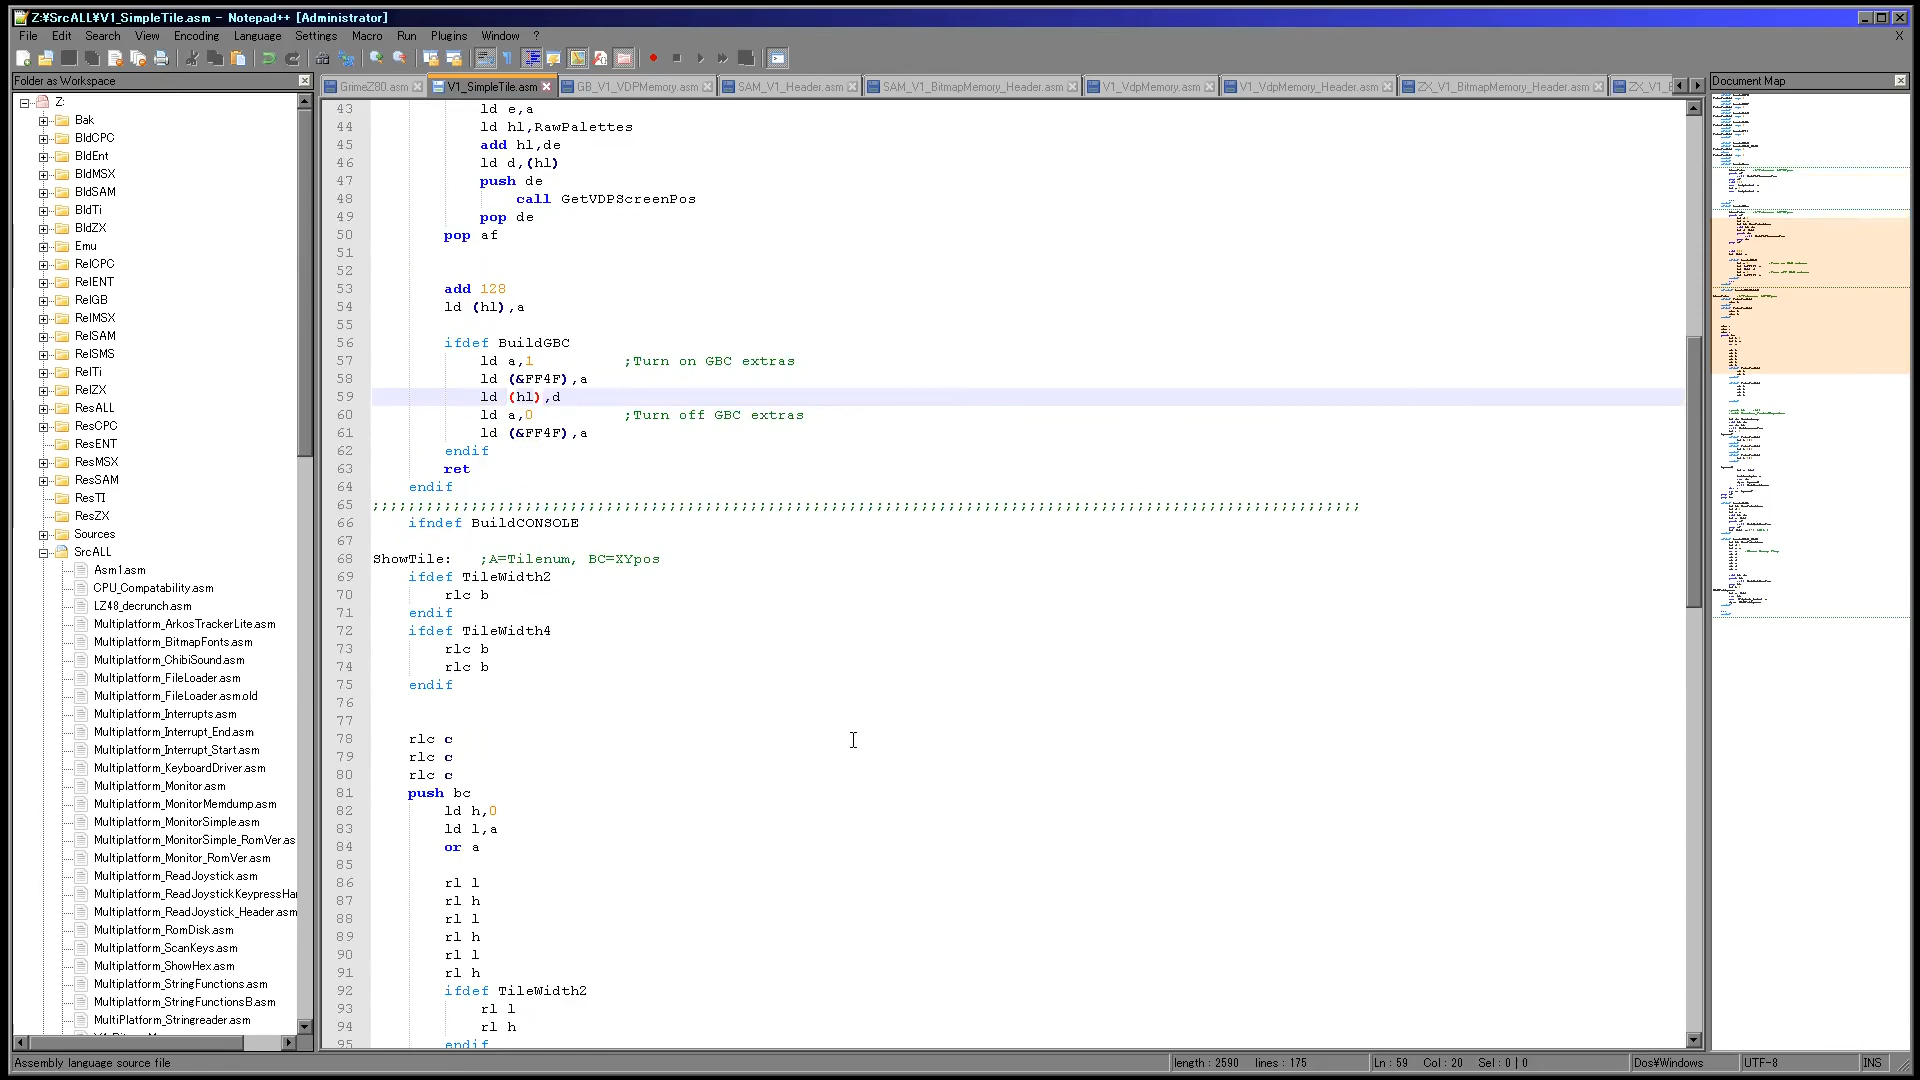 Z:¥SrcALL¥V1_SimpleTile.asm - Notepad++ [Administrator]
File Edit Search View Encoding Language Settings Macro Run Plugins Window ? X
Folder as Workspace
GrimeZ80.asm V1_SimpleTile.asm GB_V1_VDPMemory.asm SAM_V1_Header.asm SAM_V1_BitmapMemory_Header.asm V1_VdpMemory.asm V1_VdpMemory_Header.asm ZX_V1_BitmapMemory_Header.asm
Document Map
Z:
Bak
BldCPC
BldEnt
BldMSX
BldSAM
BldTi
BldZX
Emu
RelCPC
RelENT
RelGB
RelMSX
RelSAM
RelSMS
RelTi
RelZX
ResALL
ResCPC
ResENT
ResMSX
ResSAM
ResTI
ResZX
Sources
SrcALL
Asm1.asm
CPU_Compatability.asm
LZ48_decrunch.asm
Multiplatform_ArkosTrackerLite.asm
Multiplatform_BitmapFonts.asm
Multiplatform_ChibiSound.asm
Multiplatform_FileLoader.asm
Multiplatform_FileLoader.asm.old
Multiplatform_Interrupts.asm
Multiplatform_Interrupt_End.asm
Multiplatform_Interrupt_Start.asm
Multiplatform_KeyboardDriver.asm
Multiplatform_Monitor.asm
Multiplatform_MonitorMemdump.asm
Multiplatform_MonitorSimple.asm
Multiplatform_MonitorSimple_RomVer.as
Multiplatform_Monitor_RomVer.asm
Multiplatform_ReadJoystick.asm
Multiplatform_ReadJoystickKeypressHa
Multiplatform_ReadJoystick_Header.asm
Multiplatform_RomDisk.asm
Multiplatform_ScanKeys.asm
Multiplatform_ShowHex.asm
Multiplatform_StringFunctions.asm
Multiplatform_StringFunctionsB.asm
MultiPlatform_Stringreader.asm
43 ld e,a
44 ld hl,RawPalettes
45 add hl,de
46 ld d,(hl)
47 push de
48 call GetVDPScreenPos
49 pop de
50 pop af
51
52
53 add 128
54 ld (hl),a
55
56 ifdef BuildGBC
57 ld a,1 ;Turn on GBC extras
58 ld (&FF4F),a
59 ld (hl),d
60 ld a,0 ;Turn off GBC extras
61 ld (&FF4F),a
62 endif
63 ret
64 endif
65 ;;;;;;;;;;;;;;;;;;;;;;;;;;;;;;;;;;;;;;;;;;;;;;;;;;;;;;;;;;;;;;;;;;;;;;;;;;;;;;;;;;;;;;;;;;;;;;;;;;;;;;;;;;;;;;
66 ifndef BuildCONSOLE
67
68 ShowTile: ;A=Tilenum, BC=XYpos
69 ifdef TileWidth2
70 rlc b
71 endif
72 ifdef TileWidth4
73 rlc b
74 rlc b
75 endif
76
77
78 rlc c
79 rlc c
80 rlc c
81 push bc
82 ld h,0
83 ld l,a
84 or a
85
86 rl l
87 rl h
88 rl l
89 rl h
90 rl l
91 rl h
92 ifdef TileWidth2
93 rl l
94 rl h
95 endif
Assembly language source file length : 2590 lines : 175 Ln : 59 Col : 20 Sel : 0 | 0 Dos¥Windows UTF-8 INS